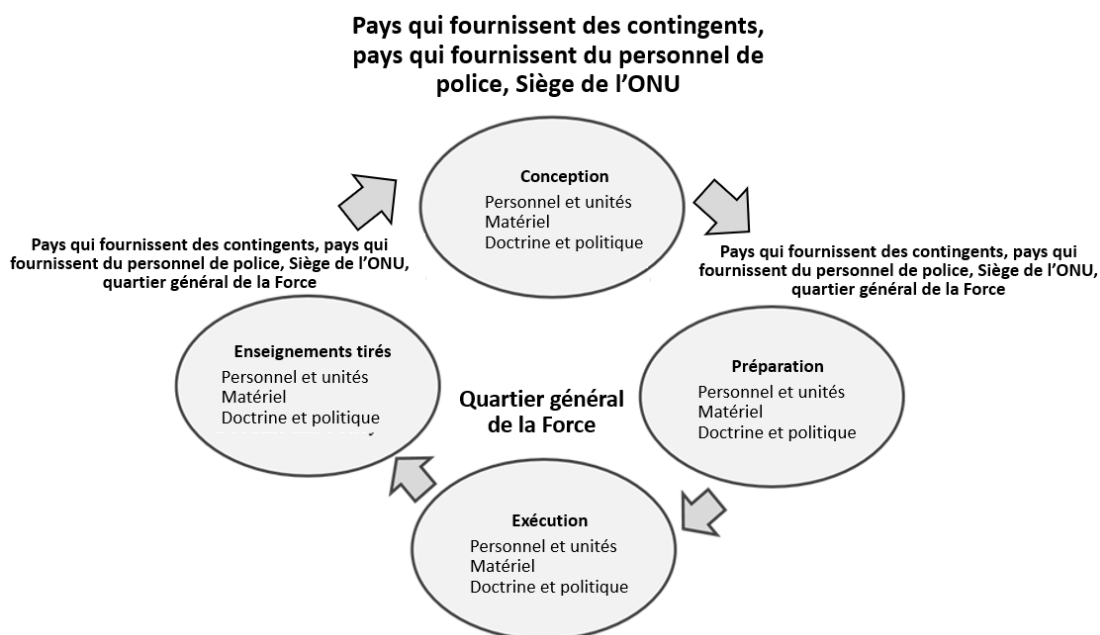 Pays qui fournissent des contingents,
pays qui fournissent du personnel de
police, Siège de l’ONU
Conception
Personnel et unités
Matériel
Doctrine et politique
Pays qui fournissent des contingents, pays qui
fournissent du personnel de police, Siège de l’ONU,
quartier général de la Force
Pays qui fournissent des contingents, pays qui
fournissent du personnel de police, Siège de l’ONU,
quartier général de la Force
Enseignements tirés
Personnel et unités
Matériel
Doctrine et politique
Préparation
Personnel et unités
Matériel
Doctrine et politique
Quartier général
de la Force
Exécution
Personnel et unités
Matériel
Doctrine et politique